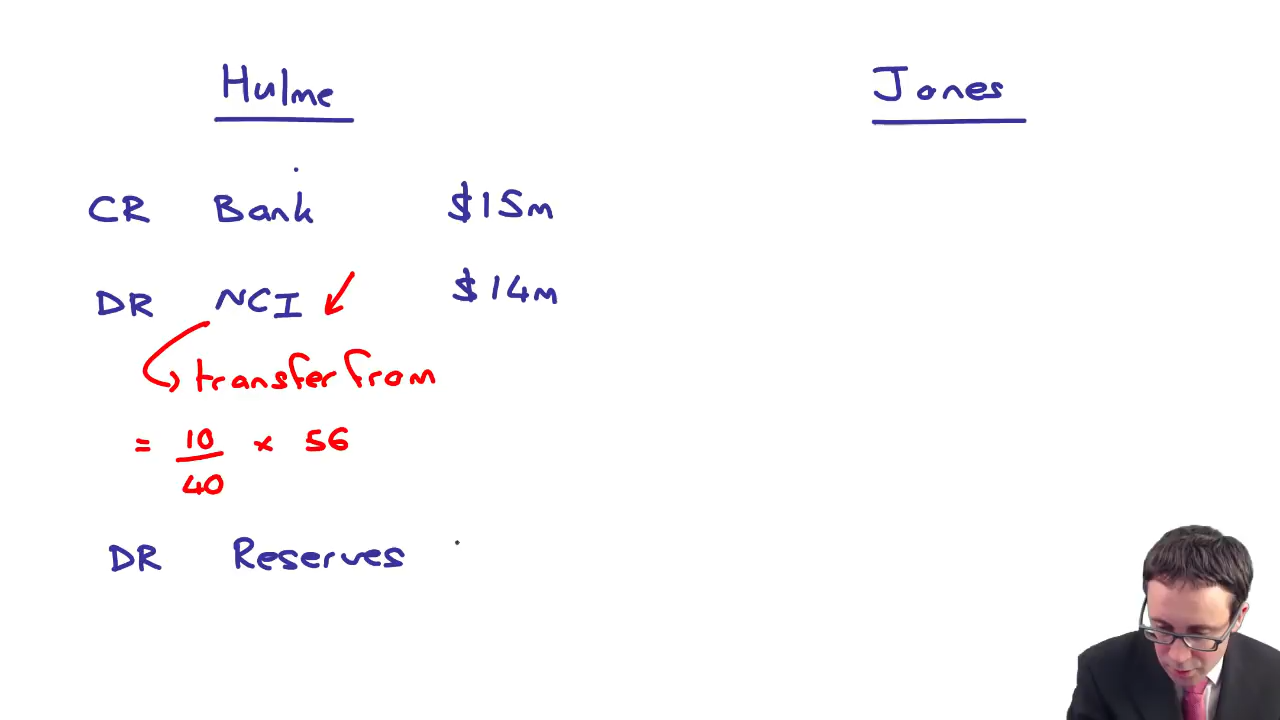 Hulme
Jones
CR Bank $15m
DR NCI $14m
transfer from
= 10/40 × 56
DR Reserves